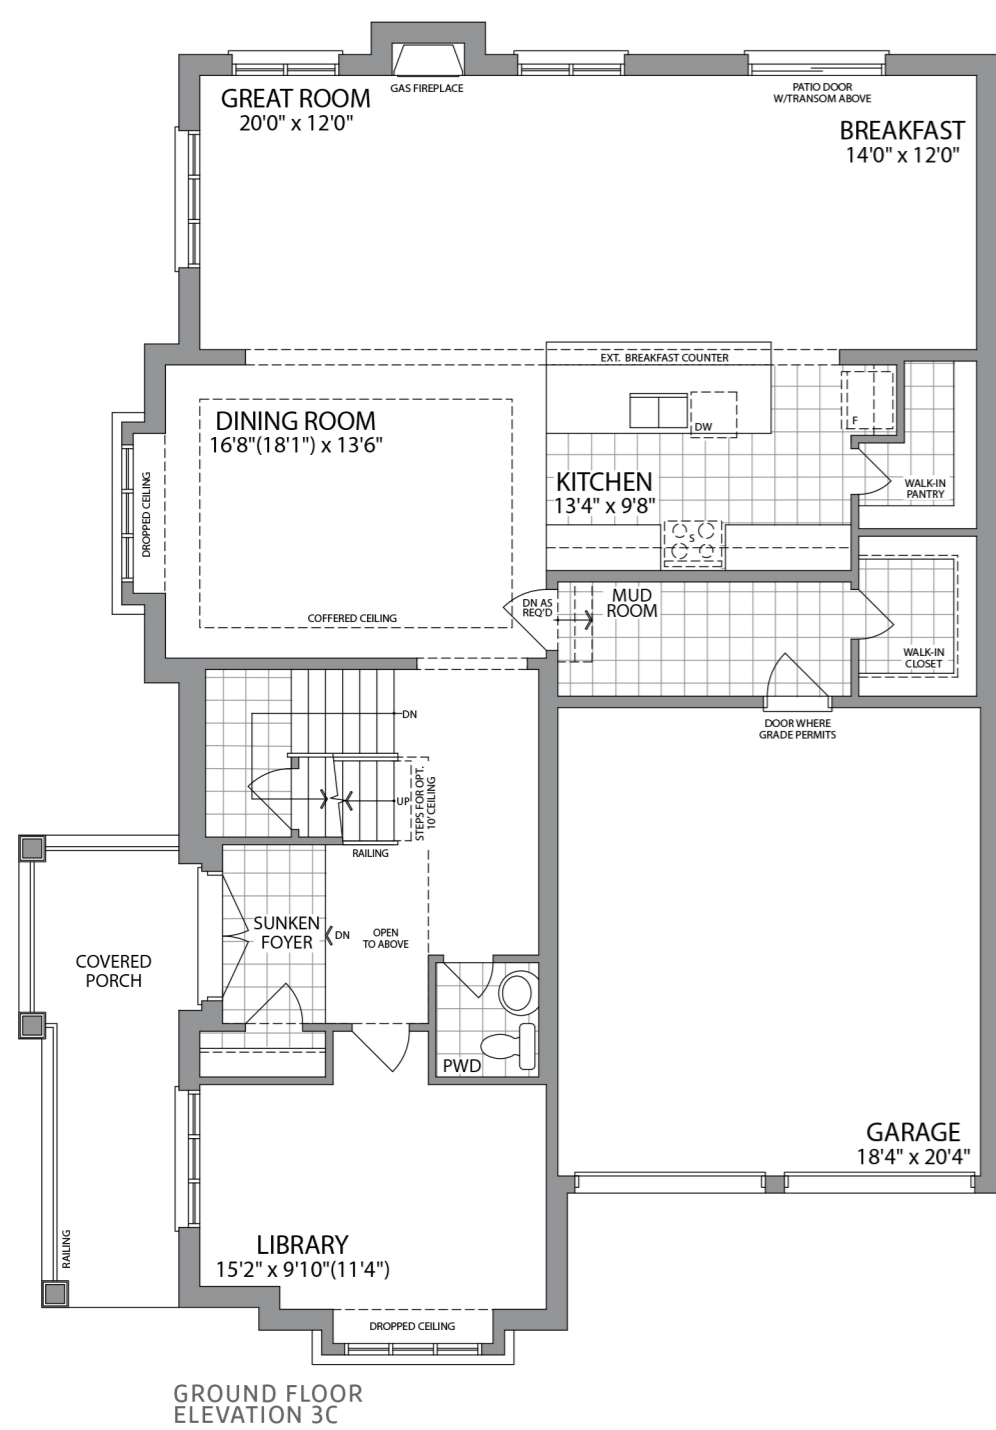 GAS FIREPLACE
PATIO DOOR
W/TRANSOM ABOVE
GREAT ROOM
20'0" x 12'0"
BREAKFAST
14'0" x 12'0"
EXT. BREAKFAST COUNTER
DINING ROOM
16'8"(18'1") x 13'6"
DROPPED CEILING
COFFERED CEILING
DW
F
KITCHEN
13'4" x 9'8"
S
WALK-IN
PANTRY
DN AS
REQ'D
MUD
ROOM
WALK-IN
CLOSET
DOOR WHERE
GRADE PERMITS
DN
UP
STEPS FOR OPT.
10' CEILING
RAILING
SUNKEN
FOYER
DN
OPEN
TO ABOVE
COVERED
PORCH
PWD
GARAGE
18'4" x 20'4"
RAILING
LIBRARY
15'2" x 9'10"(11'4")
DROPPED CEILING
GROUND FLOOR
ELEVATION 3C